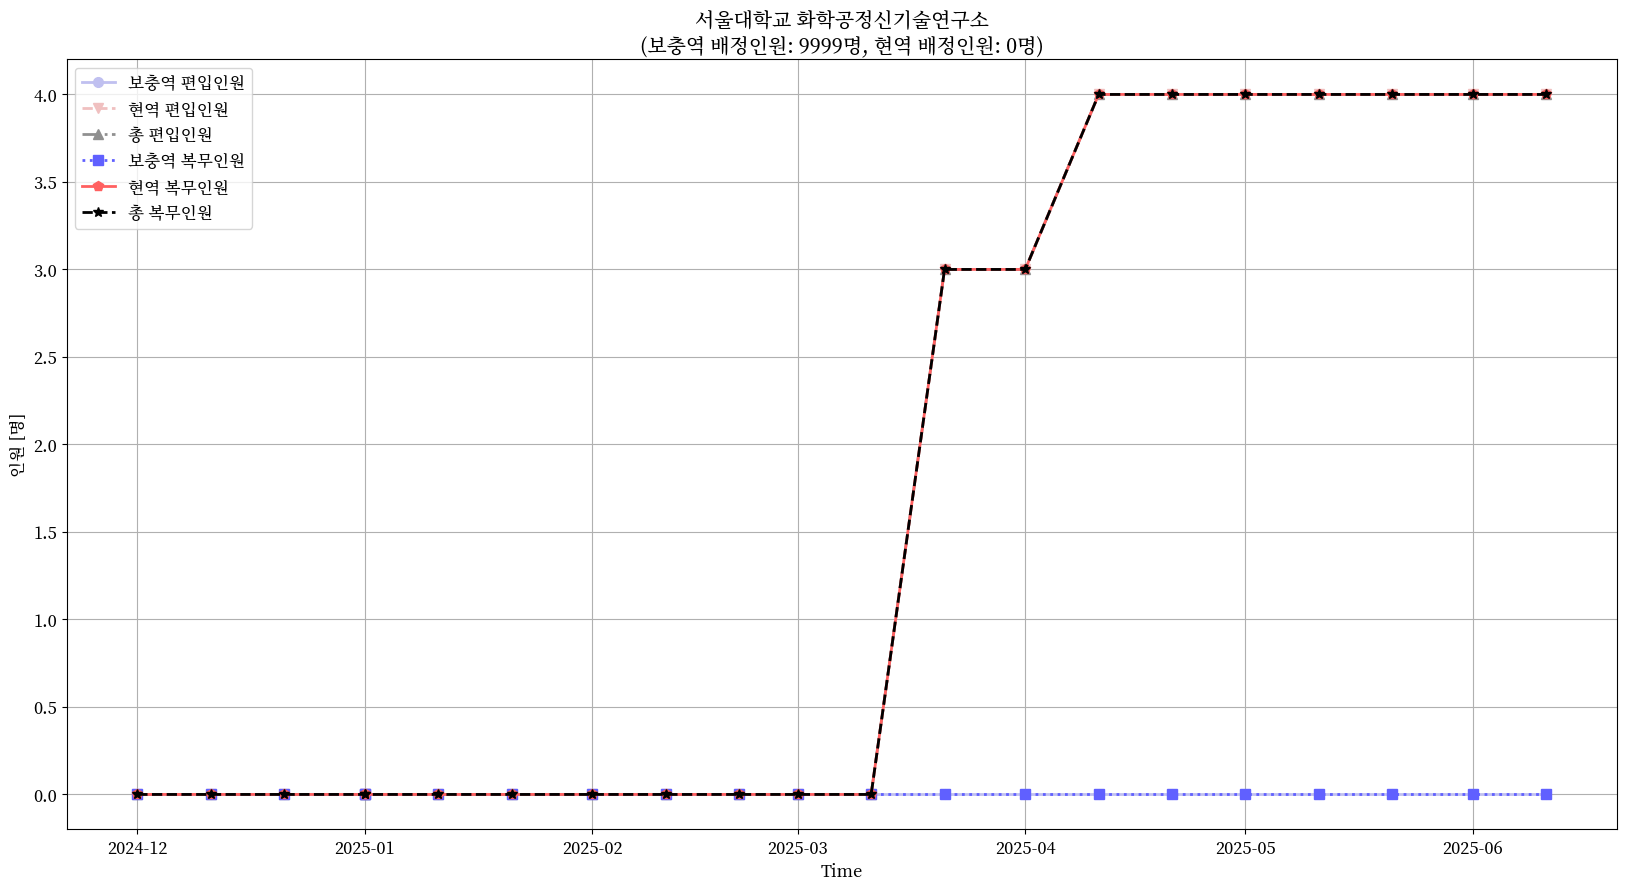 서울대학교 화학공정신기술연구소
(보충역 배정인원: 9999명, 현역 배정인원: 0명)
보충역 편입인원
현역 편입인원
총 편입인원
보충역 복무인원
현역 복무인원
총 복무인원
4.0
3.5
3.0
2.5
2.0
1.5
1.0
0.5
0.0
인원 [명]
2024-12
2025-01
2025-02
2025-03
2025-04
2025-05
2025-06
Time